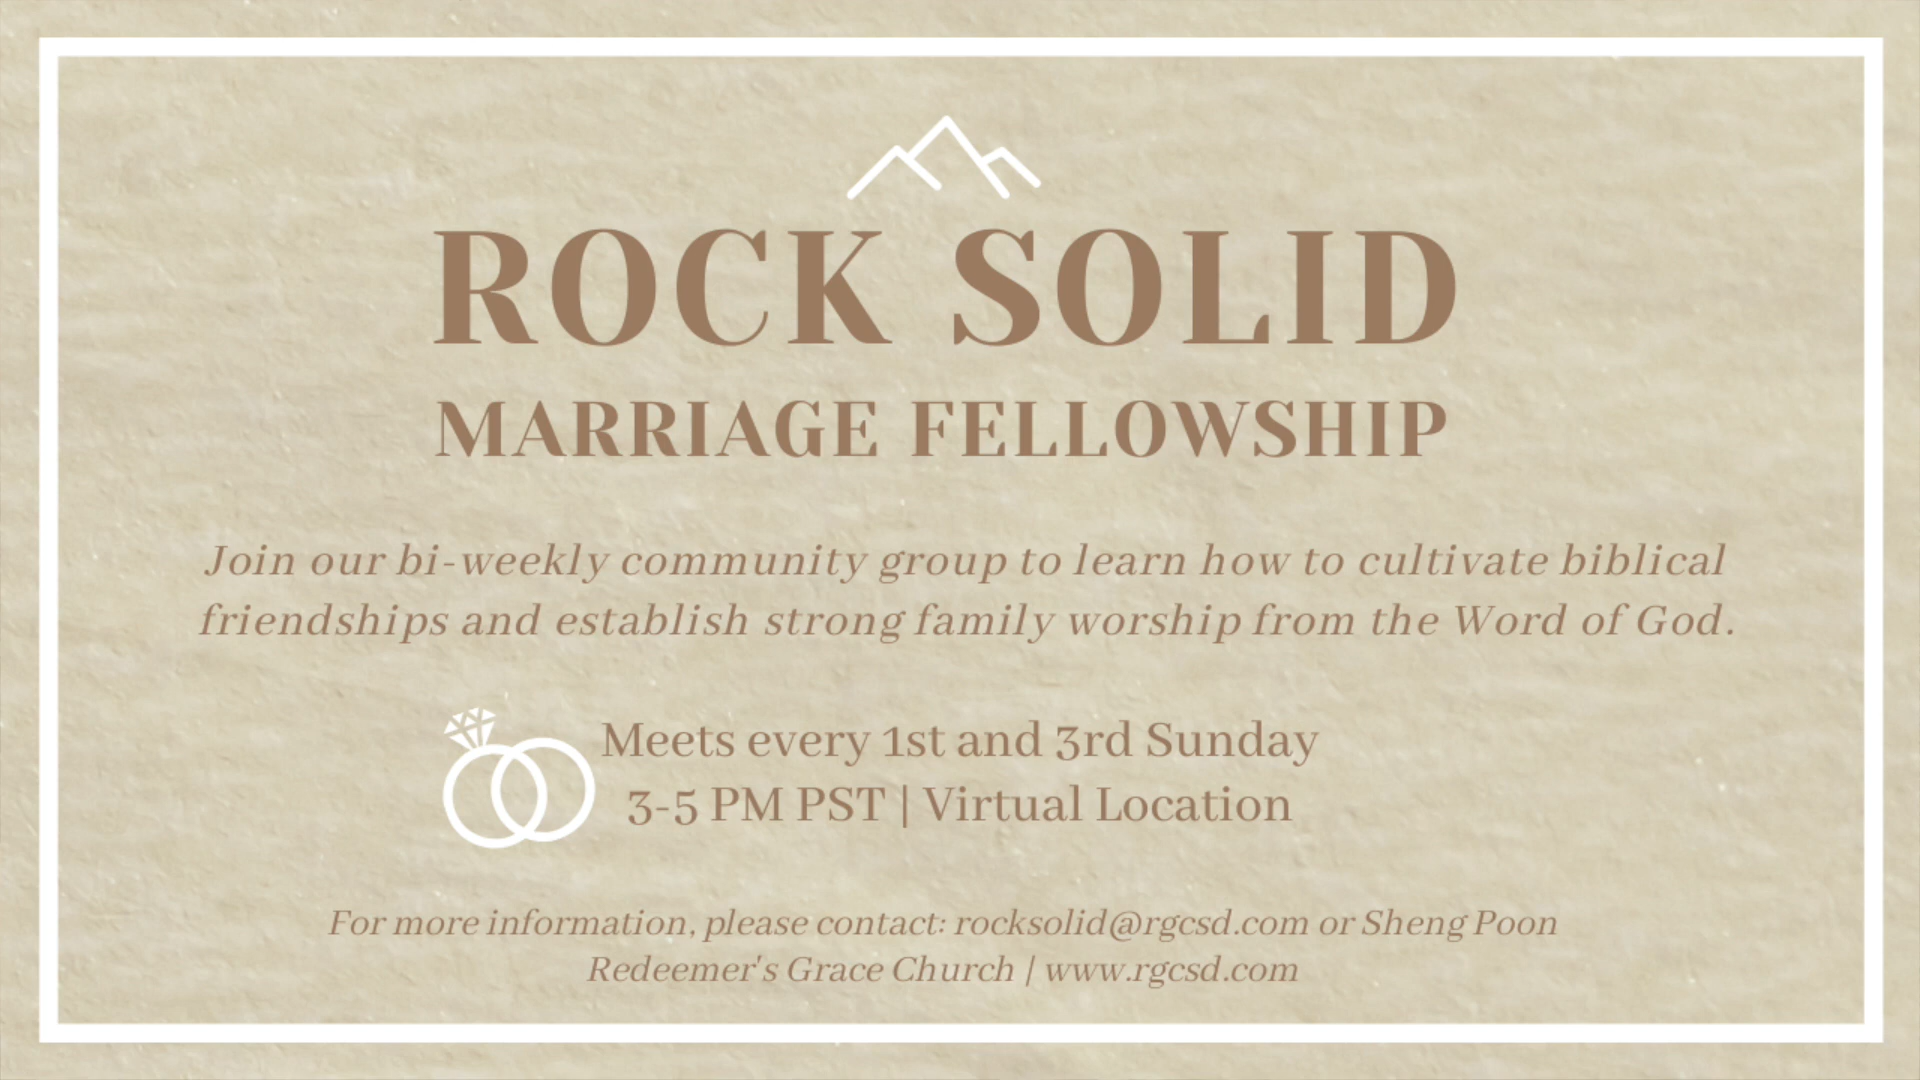 ROCK SOLID
MARRIAGE FELLOWSHIP
Join our bi-weekly community group to learn how to cultivate biblical
friendships and establish strong family worship from the Word of God.
Meets every 1st and 3rd Sunday
3-5 PM PST | Virtual Location
For more information, please contact: rocksolid@rgcsd.com or Sheng Poon
Redeemer's Grace Church | www.rgcsd.com